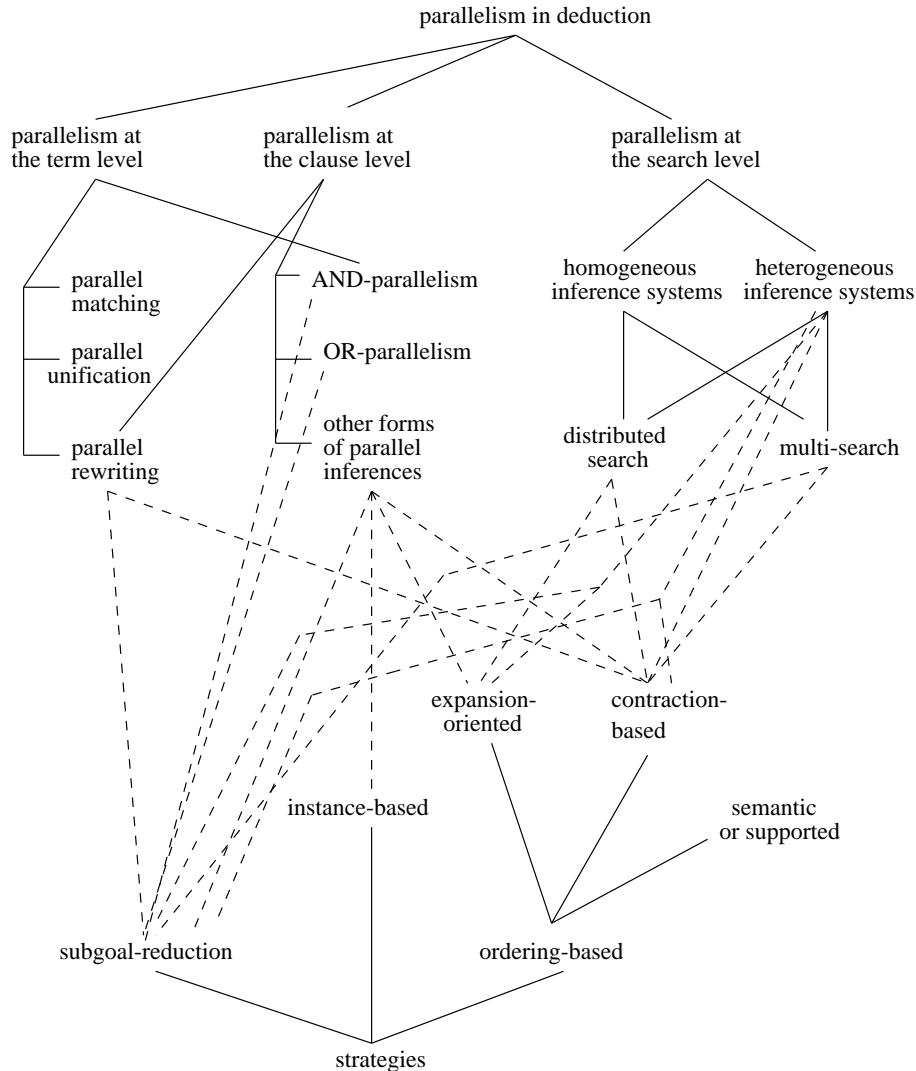 parallelism in deduction
parallelism at
the term level
parallelism at
the clause level
parallelism at
the search level
parallel
matching
parallel
unification
parallel
rewriting
AND-parallelism
OR-parallelism
other forms
of parallel
inferences
homogeneous
inference systems
heterogeneous
inference systems
distributed
search
multi-search
expansion-
oriented
contraction-
based
instance-based
semantic
or supported
subgoal-reduction
ordering-based
strategies